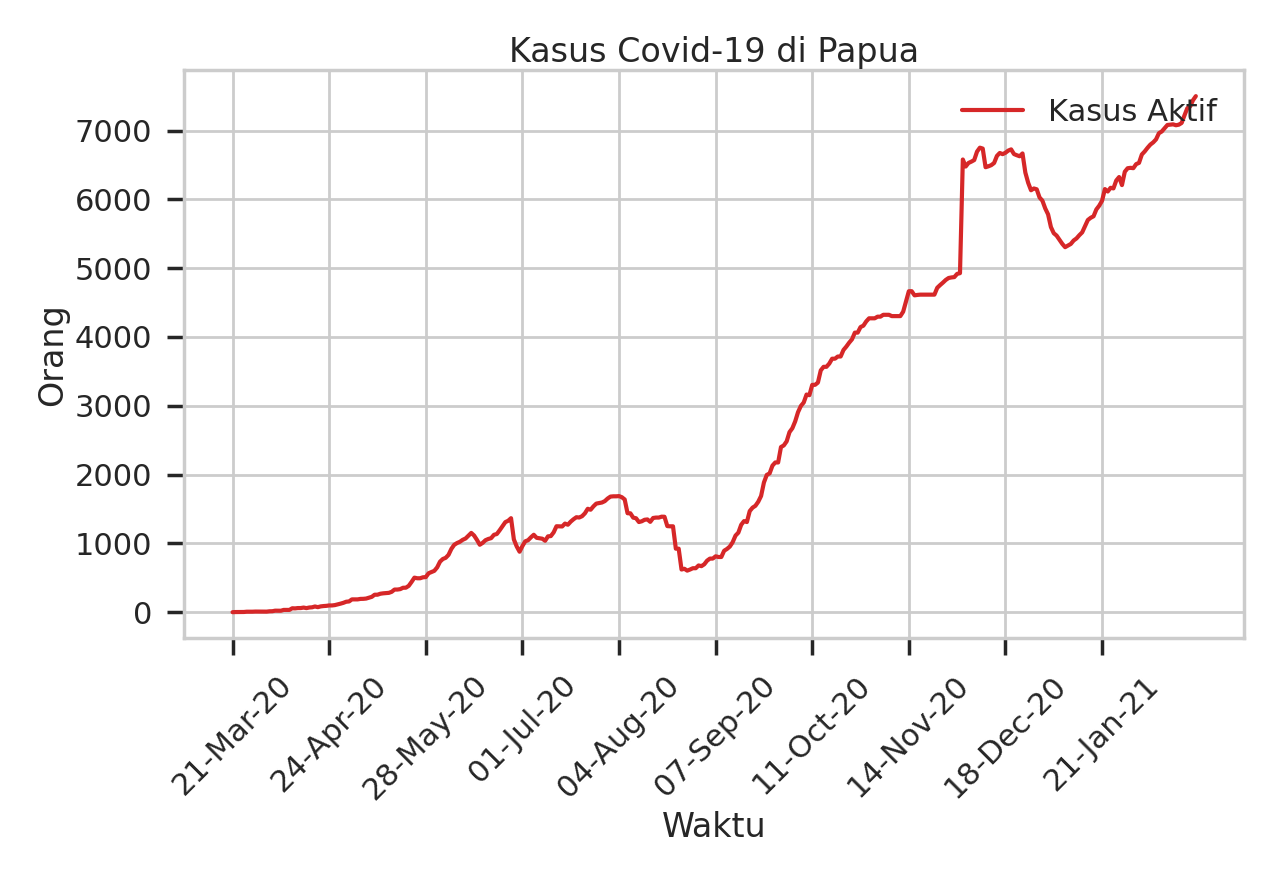 Kasus Covid-19 di Papua
Kasus Aktif
7000
6000
5000
4000
3000
2000
1000
0
Orang
21-Mar-20
24-Apr-20
28-May-20
01-Jul-20
04-Aug-20
07-Sep-20
11-Oct-20
14-Nov-20
18-Dec-20
21-Jan-21
Waktu